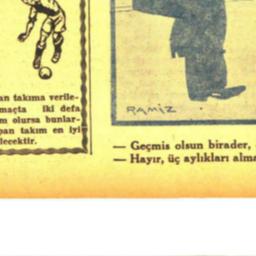 an takıma verile-
maçta iki defa
m olursa bunlar-
pan takım en iyi
lecektir.
RAMİZ
— Geçmis olsun birader,
— Hayır, üç aylıkları alma